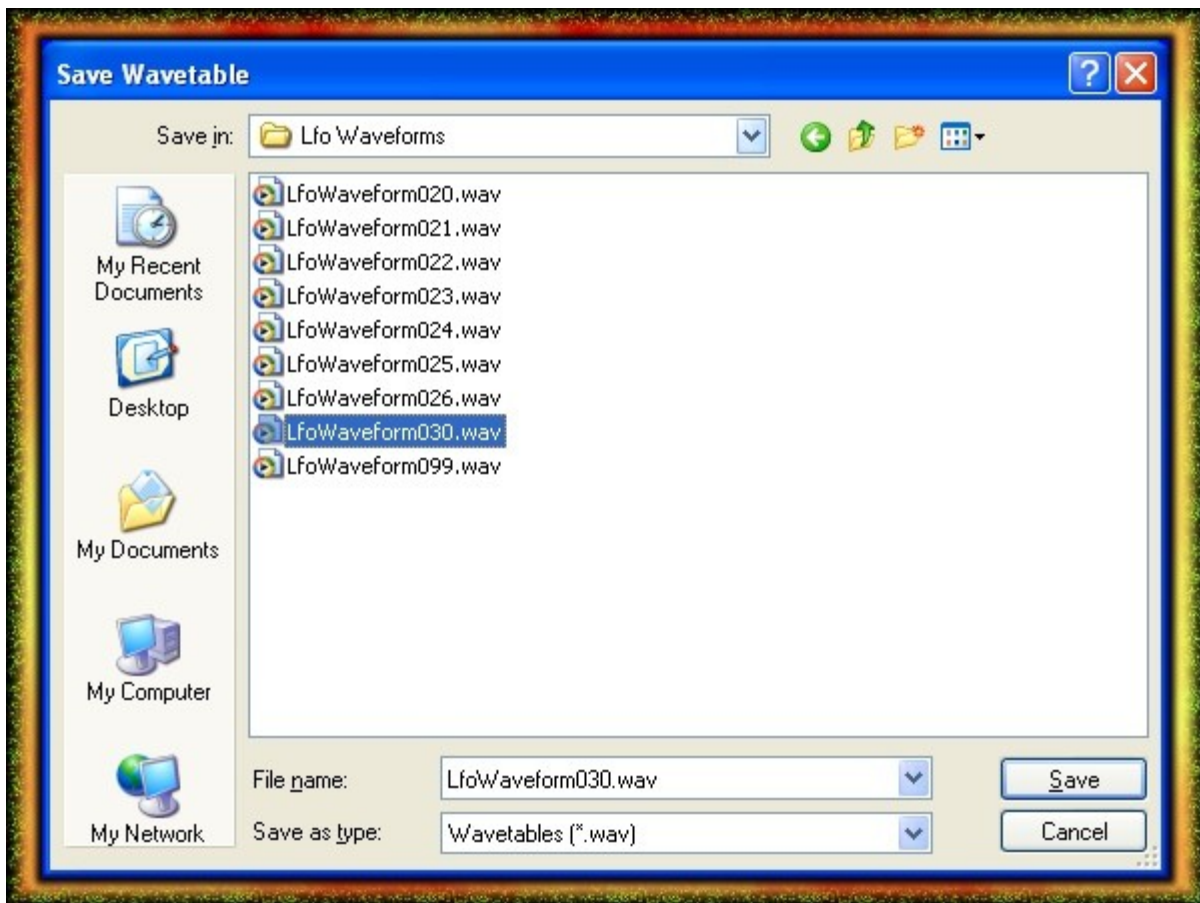 Save Wavetable
Save in: Lfo Waveforms
LfoWaveform020.wav
LfoWaveform021.wav
LfoWaveform022.wav
LfoWaveform023.wav
LfoWaveform024.wav
LfoWaveform025.wav
LfoWaveform026.wav
LfoWaveform030.wav
LfoWaveform099.wav
My Recent
Documents
Desktop
My Documents
My Computer
My Network
File name: LfoWaveform030.wav Save
Save as type: Wavetables (*.wav) Cancel